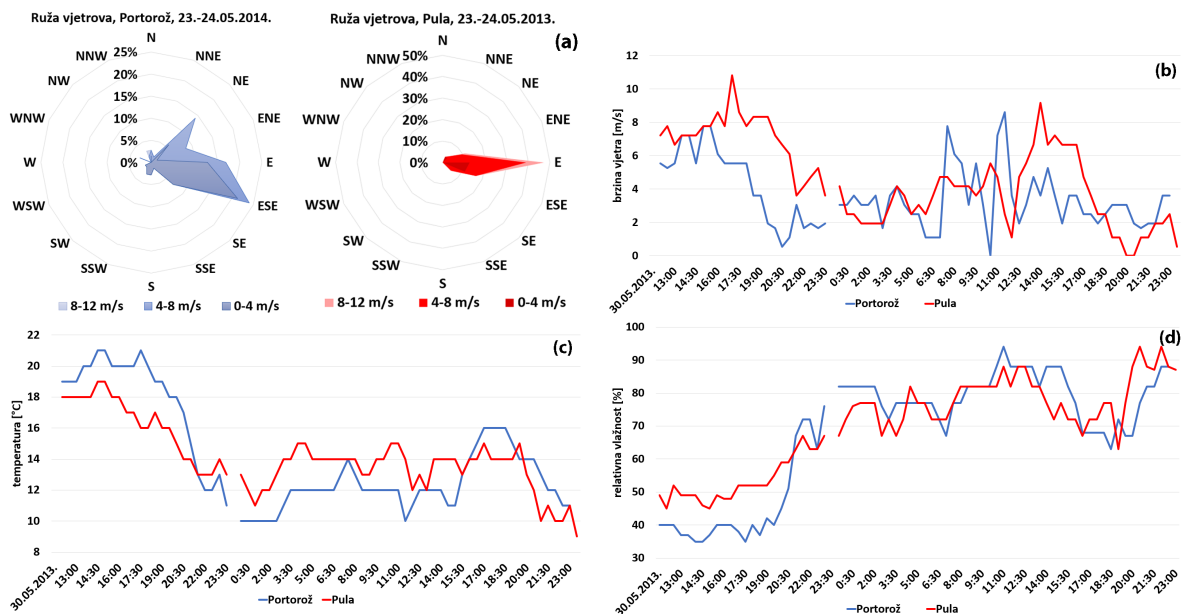 Ruža vjetrova, Portorož, 23.-24.05.2014.
N
NNE
NE
ENE
E
ESE
SE
SSE
S
SSW
SW
WSW
W
WNW
NW
NNW
25%
20%
15%
10%
5%
0%
8-12 m/s 4-8 m/s 0-4 m/s
Ruža vjetrova, Pula, 23.-24.05.2013.
(a)
N
NNE
NE
ENE
E
ESE
SE
SSE
S
SSW
SW
WSW
W
WNW
NW
NNW
50%
40%
30%
20%
10%
0%
8-12 m/s 4-8 m/s 0-4 m/s
(b)
brzina vjetra [m/s]
12
10
8
6
4
2
0
30.05.2013. 13:00 14:30 16:00 17:30 19:00 20:30 22:00 23:30 0:30 2:00 3:30 5:00 6:30 8:00 9:30 11:00 12:30 14:00 15:30 17:00 18:30 20:00 21:30 23:00
Portorož Pula
(c)
temperatura [°C]
22
20
18
16
14
12
10
8
30.05.2013. 13:00 14:30 16:00 17:30 19:00 20:30 22:00 23:30 0:30 2:00 3:30 5:00 6:30 8:00 9:30 11:00 12:30 14:00 15:30 17:00 18:30 20:00 21:30 23:00
Portorož Pula
(d)
relativna vlažnost [%]
100
90
80
70
60
50
40
30
30.05.2013. 13:00 14:30 16:00 17:30 19:00 20:30 22:00 23:30 0:30 2:00 3:30 5:00 6:30 8:00 9:30 11:00 12:30 14:00 15:30 17:00 18:30 20:00 21:30 23:00
Portorož Pula